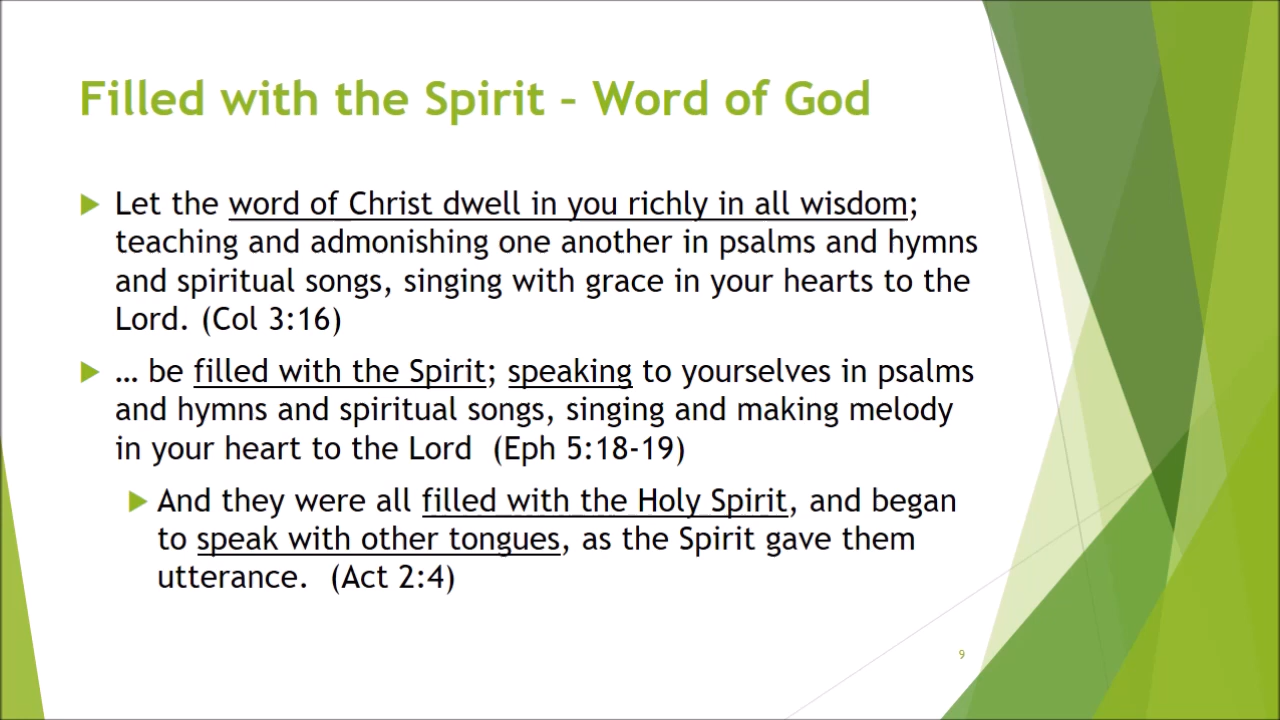 Filled with the Spirit – Word of God
Let the word of Christ dwell in you richly in all wisdom;
teaching and admonishing one another in psalms and hymns
and spiritual songs, singing with grace in your hearts to the
Lord. (Col 3:16)
… be filled with the Spirit; speaking to yourselves in psalms
and hymns and spiritual songs, singing and making melody
in your heart to the Lord (Eph 5:18-19)
And they were all filled with the Holy Spirit, and began
to speak with other tongues, as the Spirit gave them
utterance. (Act 2:4)
9